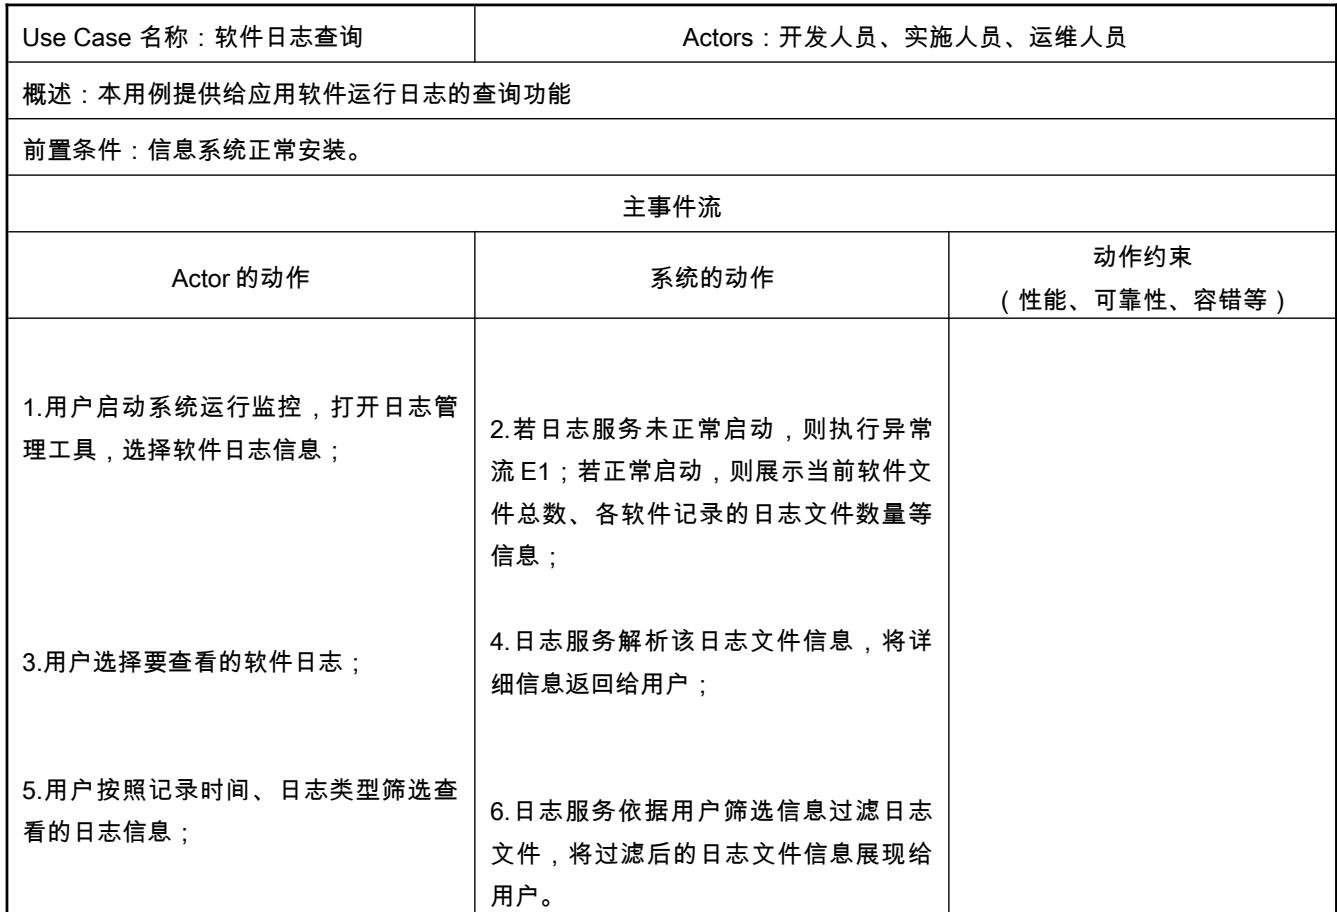 Use Case 名称：软件日志查询
Actors：开发人员、实施人员、运维人员
概述：本用例提供给应用软件运行日志的查询功能
前置条件：信息系统正常安装。
主事件流
Actor 的动作
系统的动作
动作约束
（性能、可靠性、容错等）
1.用户启动系统运行监控，打开日志管
理工具，选择软件日志信息；
2.若日志服务未正常启动，则执行异常
流 E1；若正常启动，则展示当前软件文
件总数、各软件记录的日志文件数量等
信息；
3.用户选择要查看的软件日志；
4.日志服务解析该日志文件信息，将详
细信息返回给用户；
5.用户按照记录时间、日志类型筛选查
看的日志信息；
6.日志服务依据用户筛选信息过滤日志
文件，将过滤后的日志文件信息展现给
用户。